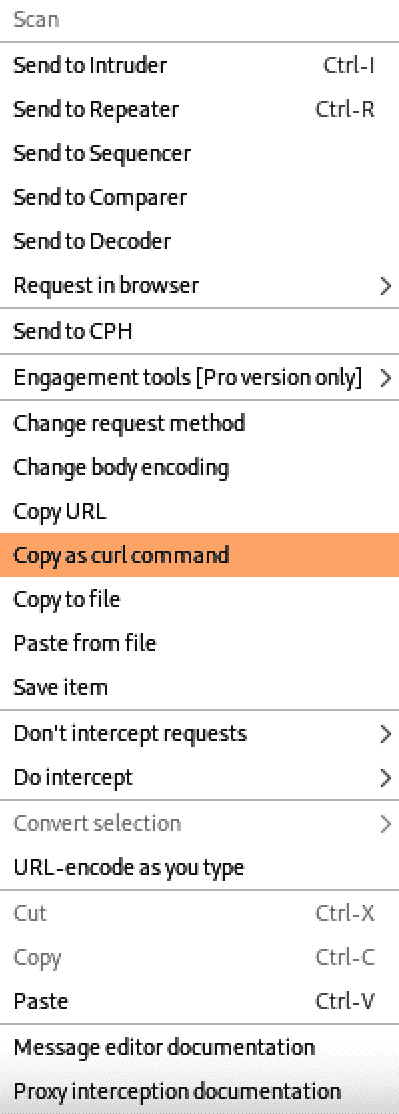 Scan
Send to Intruder Ctrl-I
Send to Repeater Ctrl-R
Send to Sequencer
Send to Comparer
Send to Decoder
Request in browser
Send to CPH
Engagement tools [Pro version only]
Change request method
Change body encoding
Copy URL
Copy as curl command
Copy to file
Paste from file
Save item
Don't intercept requests
Do intercept
Convert selection
URL-encode as you type
Cut Ctrl-X
Copy Ctrl-C
Paste Ctrl-V
Message editor documentation
Proxy interception documentation